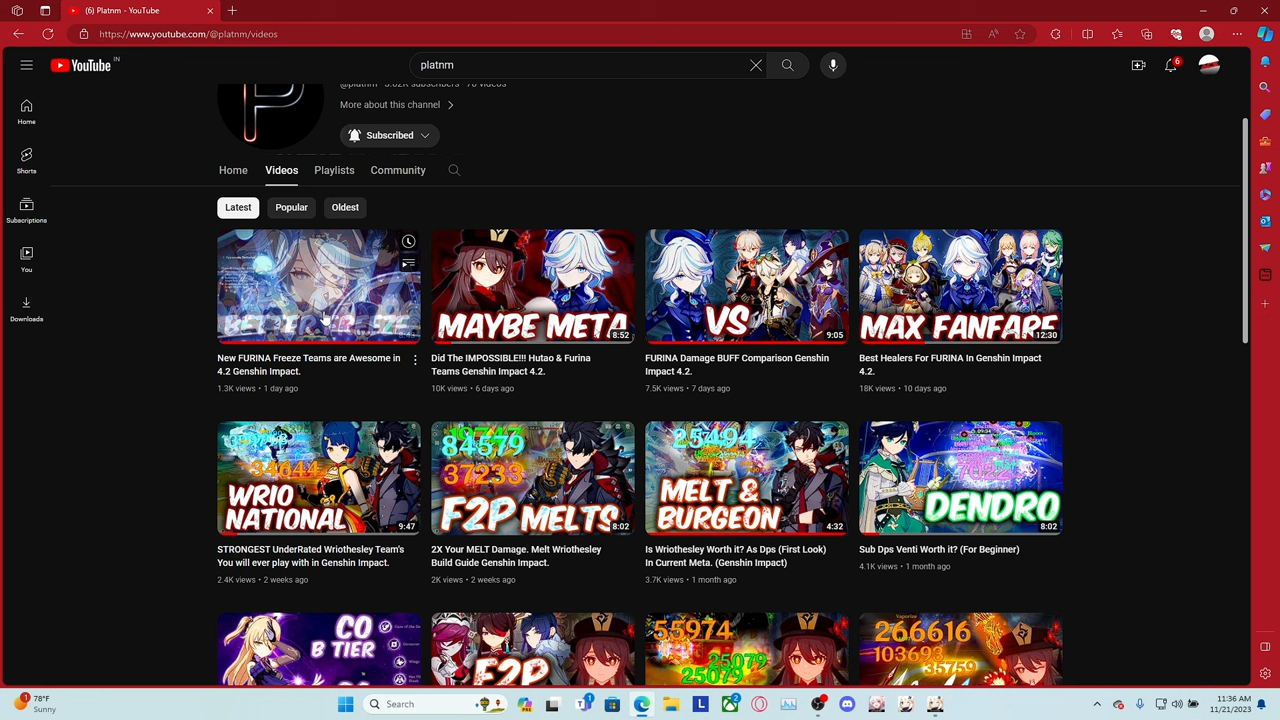 (6) Platnm - YouTube
https://www.youtube.com/@platnm/videos
YouTube IN
platnm
6
Home
Shorts
Subscriptions
You
Downloads
More about this channel
Subscribed
Home Videos Playlists Community
Latest Popular Oldest
MAYBE META
8:52
VS
9:05
MAX FANFARE
12:30
New FURINA Freeze Teams are Awesome in
4.2 Genshin Impact.
1.3K views • 1 day ago
Did The IMPOSSIBLE!!! Hutao & Furina
Teams Genshin Impact 4.2.
10K views • 6 days ago
FURINA Damage BUFF Comparison Genshin
Impact 4.2.
7.5K views • 7 days ago
Best Healers For FURINA In Genshin Impact
4.2.
18K views • 10 days ago
34644
WRIO
NATIONAL
9:47
84579
37233
F2P MELTS
8:02
25494
MELT &
BURGEON
4:32
DENDRO
8:02
STRONGEST UnderRated Wriothesley Team's
You will ever play with in Genshin Impact.
2.4K views • 2 weeks ago
2X Your MELT Damage. Melt Wriothesley
Build Guide Genshin Impact.
2K views • 2 weeks ago
Is Wriothesley Worth it? As Dps (First Look)
In Current Meta. (Genshin Impact)
3.7K views • 1 month ago
Sub Dps Venti Worth it? (For Beginner)
4.1K views • 1 month ago
CO
B TIER
F2P
55974
25079
25079
266616
103693
35759
78°F
Sunny
Search
11:36 AM
11/21/2023